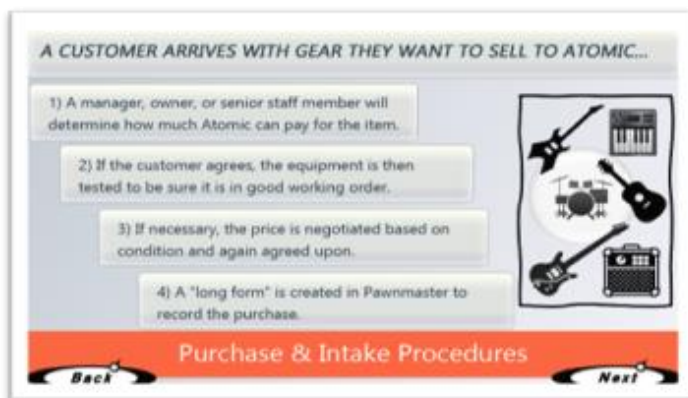 A CUSTOMER ARRIVES WITH GEAR THEY WANT TO SELL TO ATOMIC...
1) A manager, owner, or senior staff member will
determine how much Atomic can pay for the item.
2) If the customer agrees, the equipment is then
tested to be sure it is in good working order.
3) If necessary, the price is negotiated based on
condition and again agreed upon.
4) A "long form" is created in Pawnmaster to
record the purchase.
Purchase & Intake Procedures
Back
Next